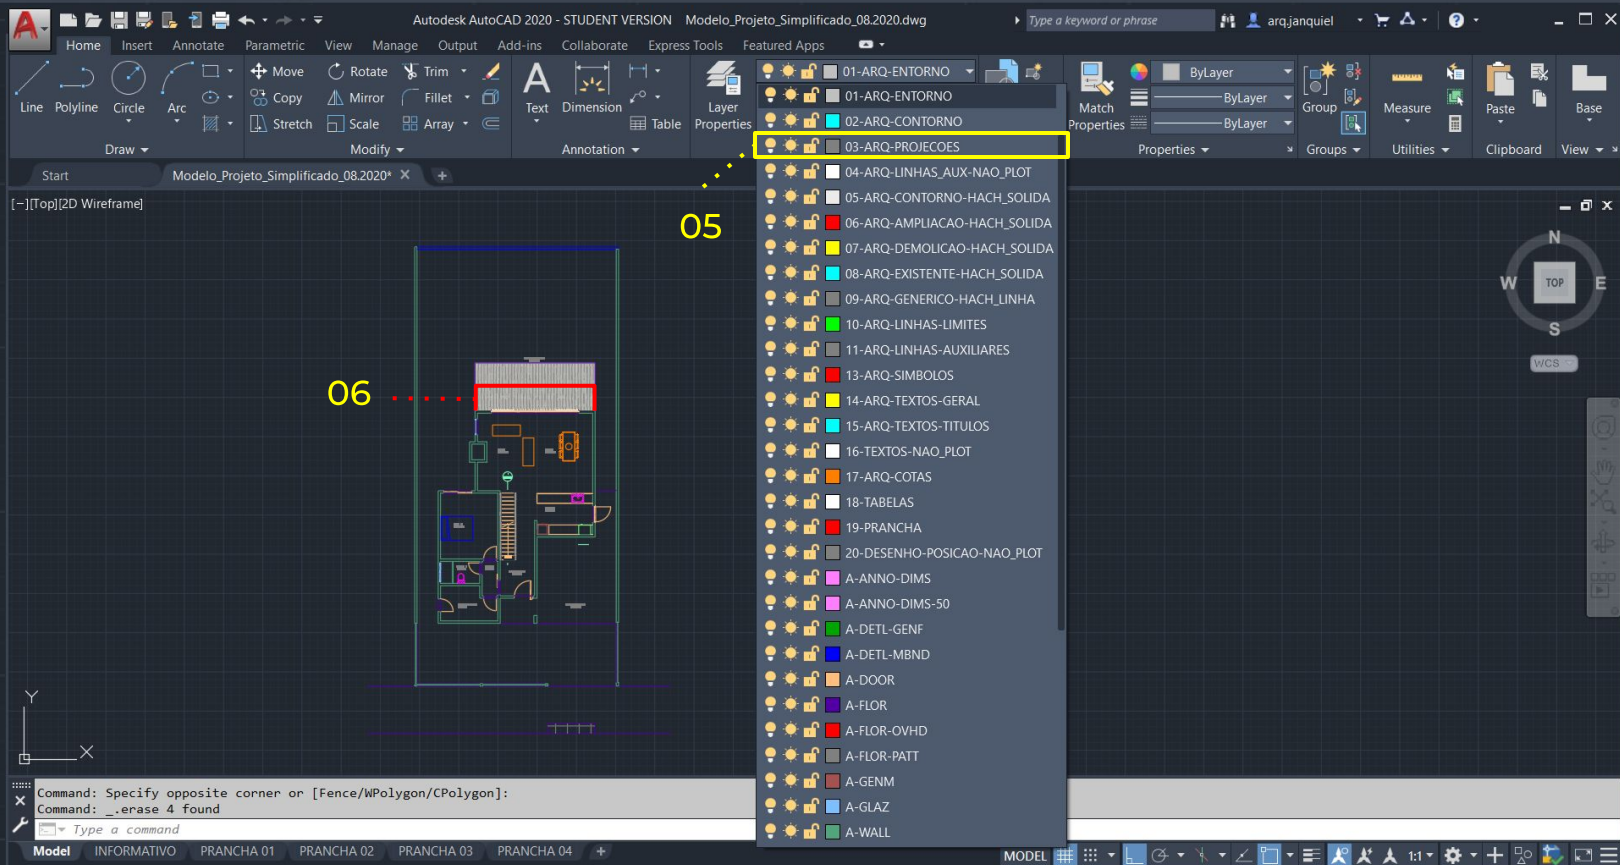 Autodesk AutoCAD 2020 - STUDENT VERSION Modelo_Projeto_Simplificado_08.2020.dwg
Type a keyword or phrase
arq.janquiel
Home Insert Annotate Parametric View Manage Output Add-ins Collaborate Express Tools Featured Apps
Line
Polyline
Circle
Arc
Draw
Move
Rotate
Trim
Copy
Mirror
Fillet
Stretch
Scale
Array
Modify
Text
Dimension
Table
Annotation
Layer
Properties
01-ARQ-ENTORNO
Match
Properties
ByLayer
ByLayer
ByLayer
Properties
Group
Groups
Measure
Utilities
Paste
Clipboard
Base
View
Start
Modelo_Projeto_Simplificado_08.2020*
[−][Top][2D Wireframe]
01-ARQ-ENTORNO
02-ARQ-CONTORNO
03-ARQ-PROJECOES
04-ARQ-LINHAS_AUX-NAO_PLOT
05-ARQ-CONTORNO-HACH_SOLIDA
06-ARQ-AMPLIACAO-HACH_SOLIDA
07-ARQ-DEMOLICAO-HACH_SOLIDA
08-ARQ-EXISTENTE-HACH_SOLIDA
09-ARQ-GENERICO-HACH_LINHA
10-ARQ-LINHAS-LIMITES
11-ARQ-LINHAS-AUXILIARES
13-ARQ-SIMBOLOS
14-ARQ-TEXTOS-GERAL
15-ARQ-TEXTOS-TITULOS
16-TEXTOS-NAO_PLOT
17-ARQ-COTAS
18-TABELAS
19-PRANCHA
20-DESENHO-POSICAO-NAO_PLOT
A-ANNO-DIMS
A-ANNO-DIMS-50
A-DETL-GENF
A-DETL-MBND
A-DOOR
A-FLOR
A-FLOR-OVHD
A-FLOR-PATT
A-GENM
A-GLAZ
A-WALL
05
06
N
W TOP E
S
WCS
Y
X
Command: Specify opposite corner or [Fence/WPolygon/CPolygon]:
Command: _.erase 4 found
Type a command
Model INFORMATIVO PRANCHA 01 PRANCHA 02 PRANCHA 03 PRANCHA 04 +
MODEL
1:1